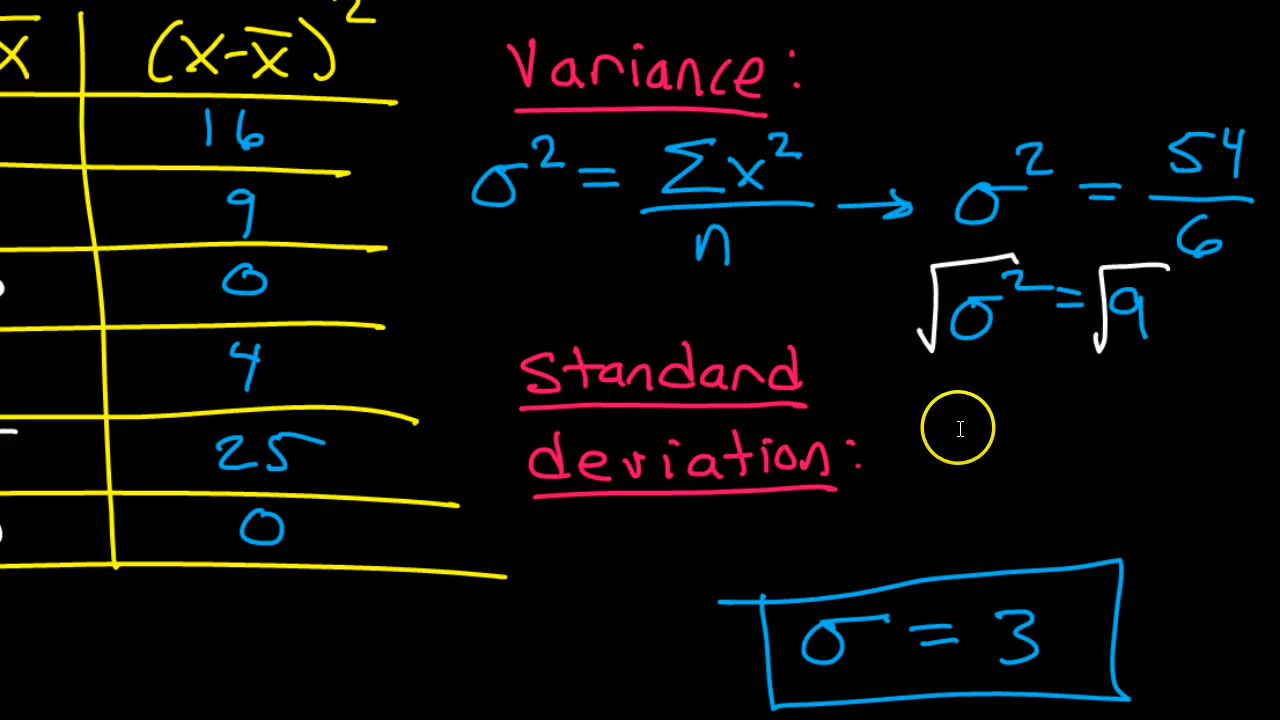 x̄ (x-x̄)²
16
9
0
4
25
0
Variance:
σ² = Σx²/n → σ² = 54/6
√σ² = √9
Standard
deviation:
σ = 3